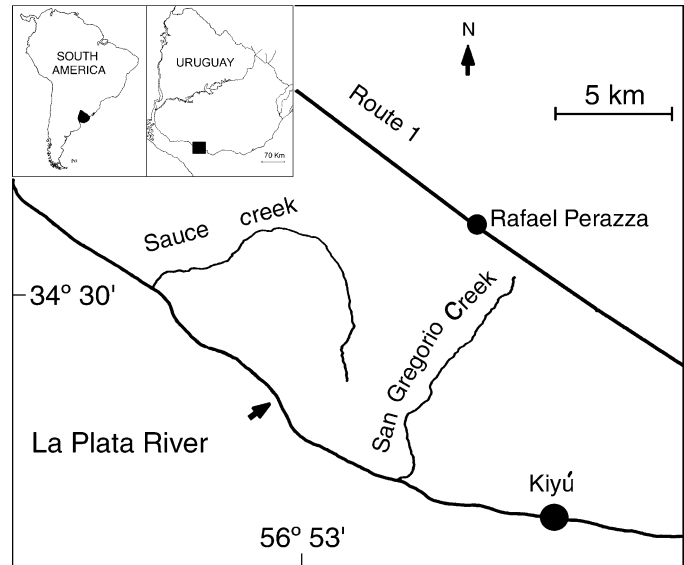 SOUTH
AMERICA
URUGUAY
70 Km
N
5 km
Route 1
Rafael Perazza
Sauce creek
34º 30'
San Gregorio Creek
La Plata River
Kiyú
56º 53'